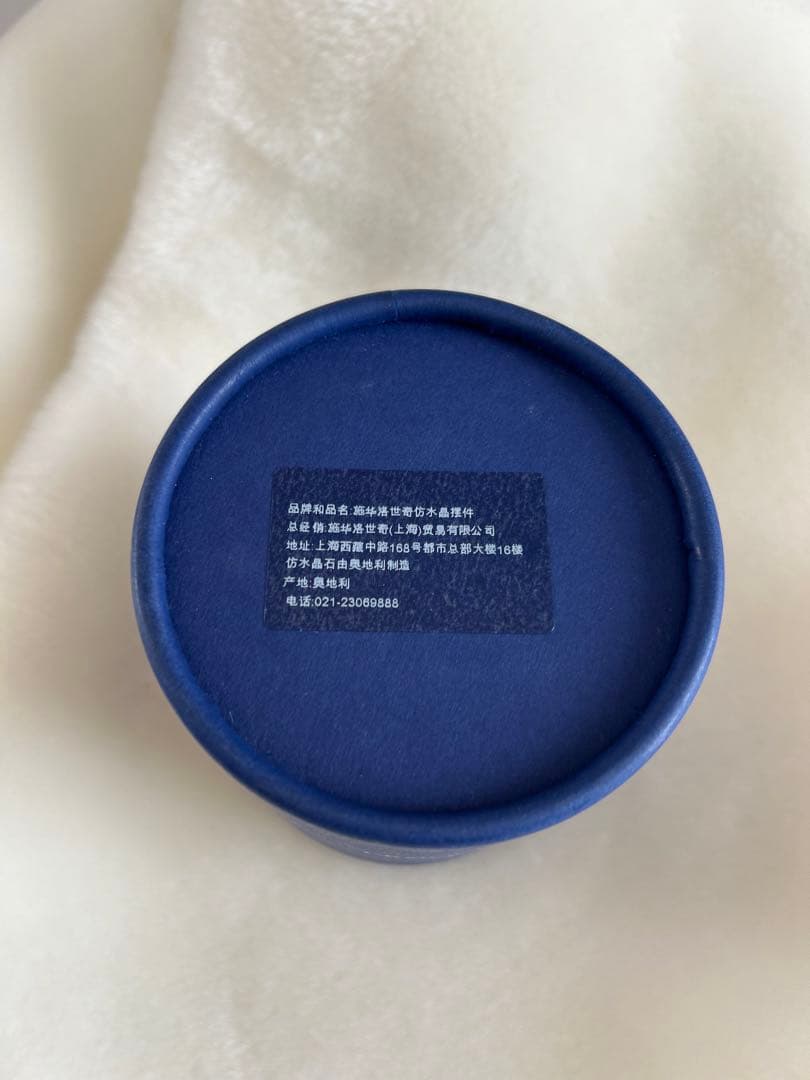 品牌和品名:施华洛世奇仿水晶摆件
总经销:施华洛世奇(上海)贸易有限公司
地址:上海西藏中路168号都市总部大楼16楼
仿水晶石由奥地利制造
产地:奥地利
电话:021-23069888